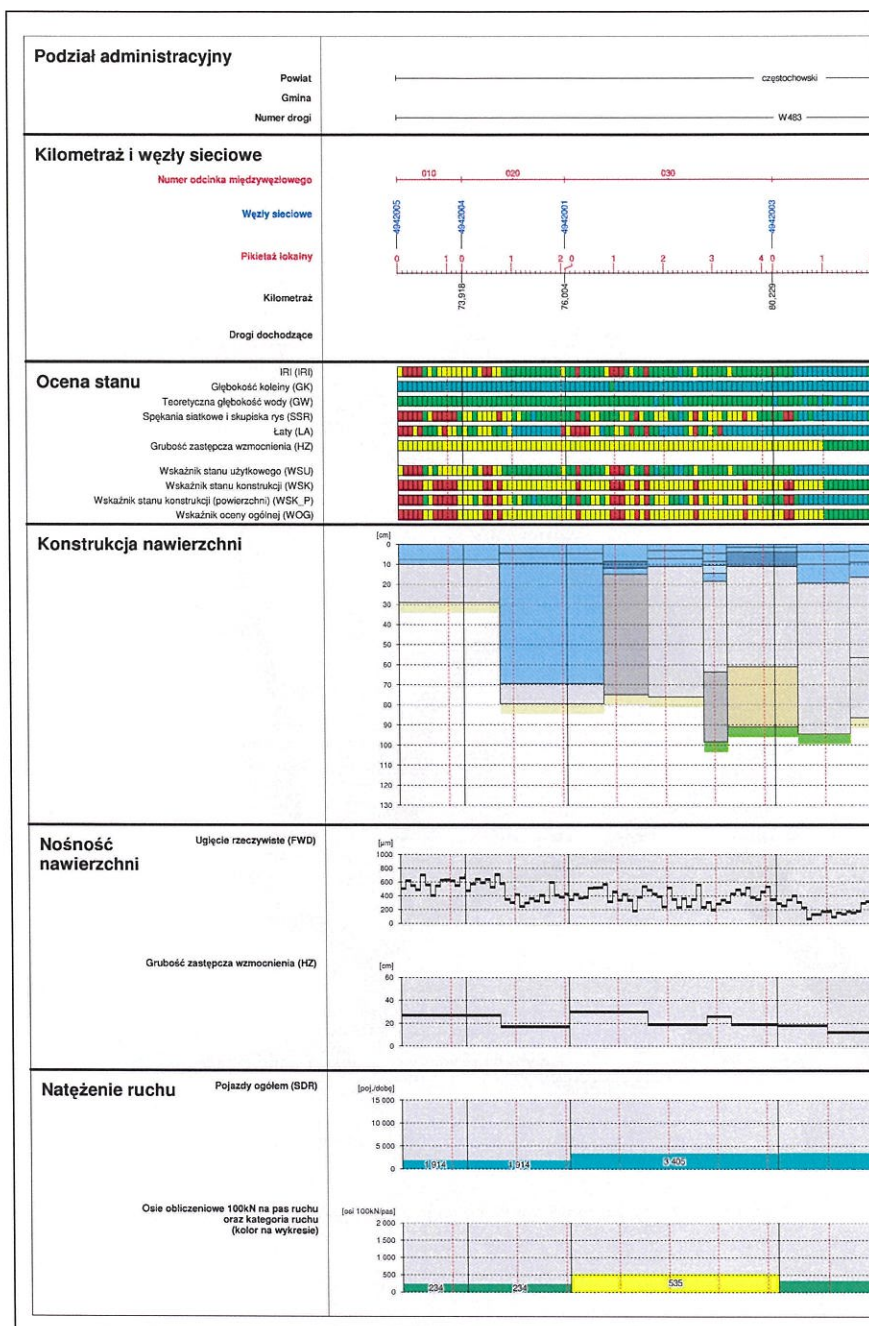 Podział administracyjny
Powiat
częstochowski
Gmina
Numer drogi
W483
Kilometraż i węzły sieciowe
Numer odcinka międzywęzłowego
010 020 030
Węzły sieciowe
4942005 4942004 4942001 4942003
Pikietaż lokalny
0 1 0 1 2 0 1 2 3 4 0 1
Kilometraż
73,918 76,004 80,229
Drogi dochodzące
Ocena stanu
IRI (IRI)
Głębokość koleiny (GK)
Teoretyczna głębokość wody (GW)
Spękania siatkowe i skupiska rys (SSR)
Łaty (LA)
Grubość zastępcza wzmocnienia (HZ)
Wskaźnik stanu użytkowego (WSU)
Wskaźnik stanu konstrukcji (WSK)
Wskaźnik stanu konstrukcji (powierzchni) (WSK_P)
Wskaźnik oceny ogólnej (WOG)
Konstrukcja nawierzchni
[cm]
0
10
20
30
40
50
60
70
80
90
100
110
120
130
Nośność
nawierzchni
Ugięcie rzeczywiste (FWD)
[µm]
1000
800
600
400
200
0
Grubość zastępcza wzmocnienia (HZ)
[cm]
60
40
20
0
Natężenie ruchu
Pojazdy ogółem (SDR)
[poj./dobę]
15 000
10 000
5 000
0
1 914 1 914 3 405
Osie obliczeniowe 100kN na pas ruchu
oraz kategoria ruchu
(kolor na wykresie)
[osi 100kN/pas]
2 000
1 500
1 000
500
0
234 234 535